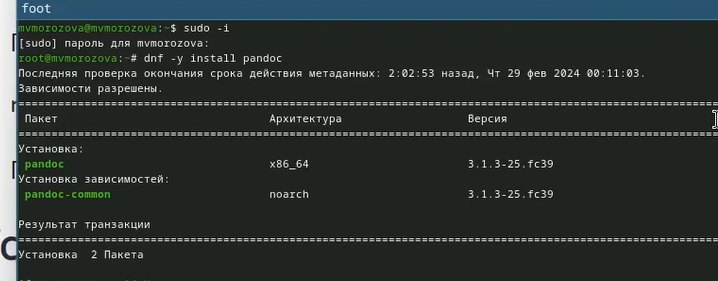 foot
mvmorozova@mvmorozova:~$ sudo -i
[sudo] пароль для mvmorozova:
root@mvmorozova:~# dnf -y install pandoc
Последняя проверка окончания срока действия метаданных: 2:02:53 назад, Чт 29 фев 2024 00:11:03.
Зависимости разрешены.
Пакет Архитектура Версия
Установка:
pandoc x86_64 3.1.3-25.fc39
Установка зависимостей:
pandoc-common noarch 3.1.3-25.fc39
Результат транзакции
Установка 2 Пакета